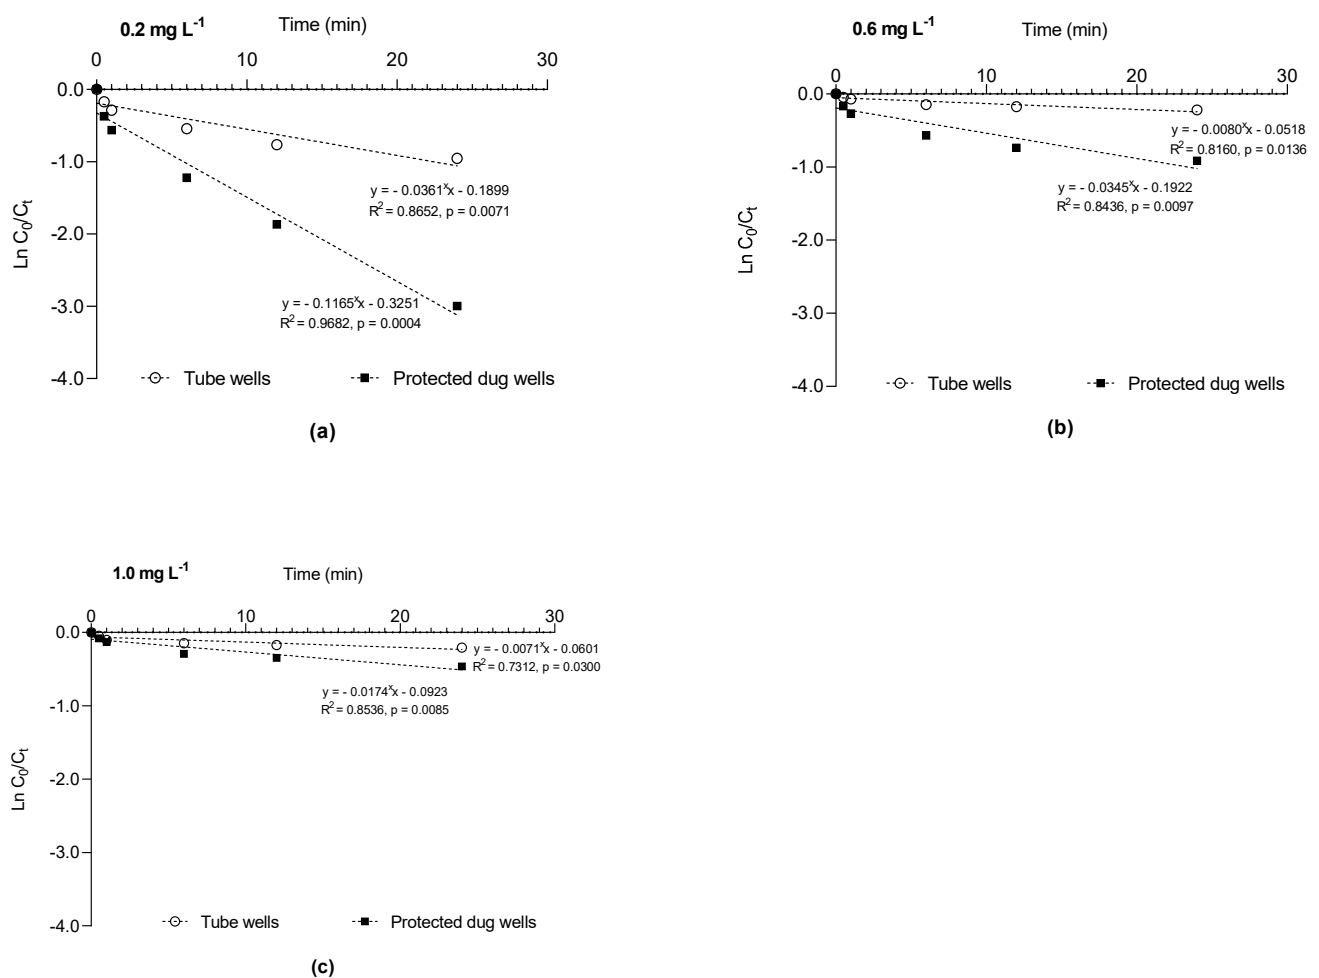 0.2 mg L-1 Time (min)
0 10 20 30
0.0
-1.0
-2.0
-3.0
-4.0
Ln C0/Ct
y = - 0.0361xx - 0.1899
R2 = 0.8652, p = 0.0071
y = - 0.1165xx - 0.3251
R2 = 0.9682, p = 0.0004
Tube wells Protected dug wells
(a)
0.6 mg L-1 Time (min)
0 10 20 30
0.0
-1.0
-2.0
-3.0
-4.0
Ln C0/Ct
y = - 0.0080xx - 0.0518
R2 = 0.8160, p = 0.0136
y = - 0.0345xx - 0.1922
R2 = 0.8436, p = 0.0097
Tube wells Protected dug wells
(b)
1.0 mg L-1 Time (min)
0 10 20 30
0.0
-1.0
-2.0
-3.0
-4.0
Ln C0/Ct
y = - 0.0071xx - 0.0601
R2 = 0.7312, p = 0.0300
y = - 0.0174xx - 0.0923
R2 = 0.8536, p = 0.0085
Tube wells Protected dug wells
(c)